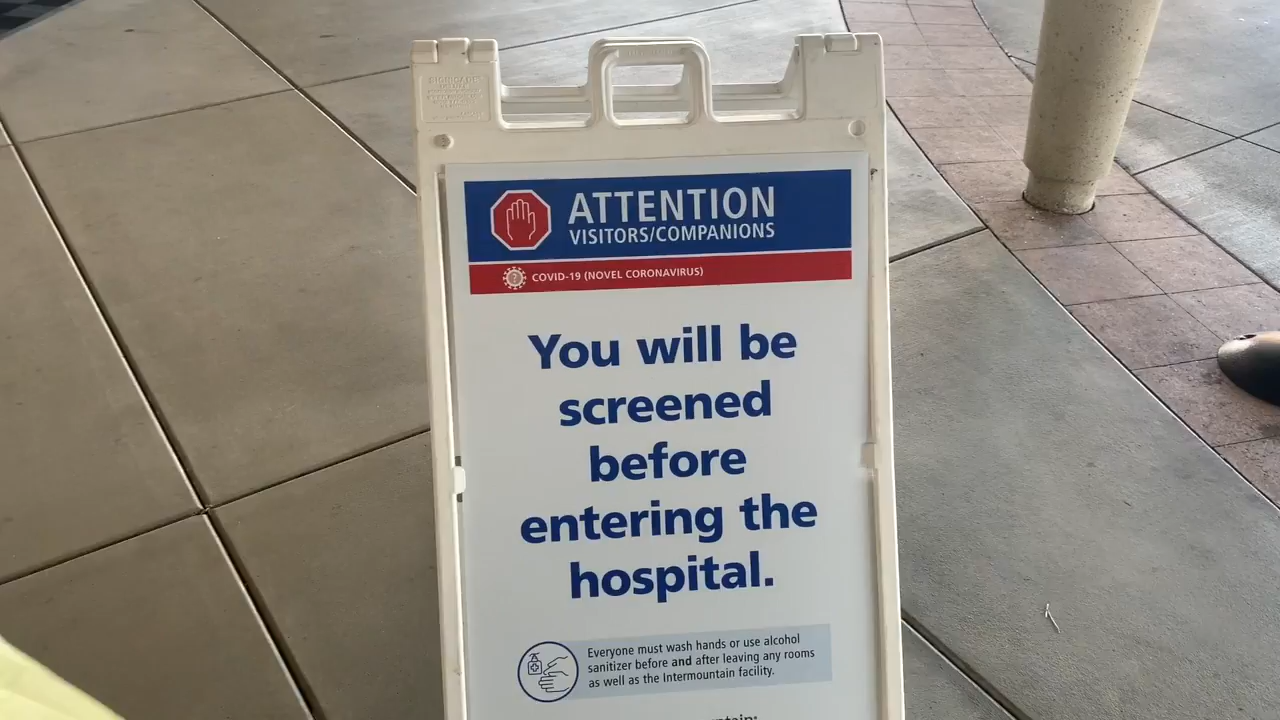 ATTENTION
VISITORS/COMPANIONS
COVID-19 (NOVEL CORONAVIRUS)
You will be
screened
before
entering the
hospital.
Everyone must wash hands or use alcohol
sanitizer before and after leaving any rooms
as well as the Intermountain facility.